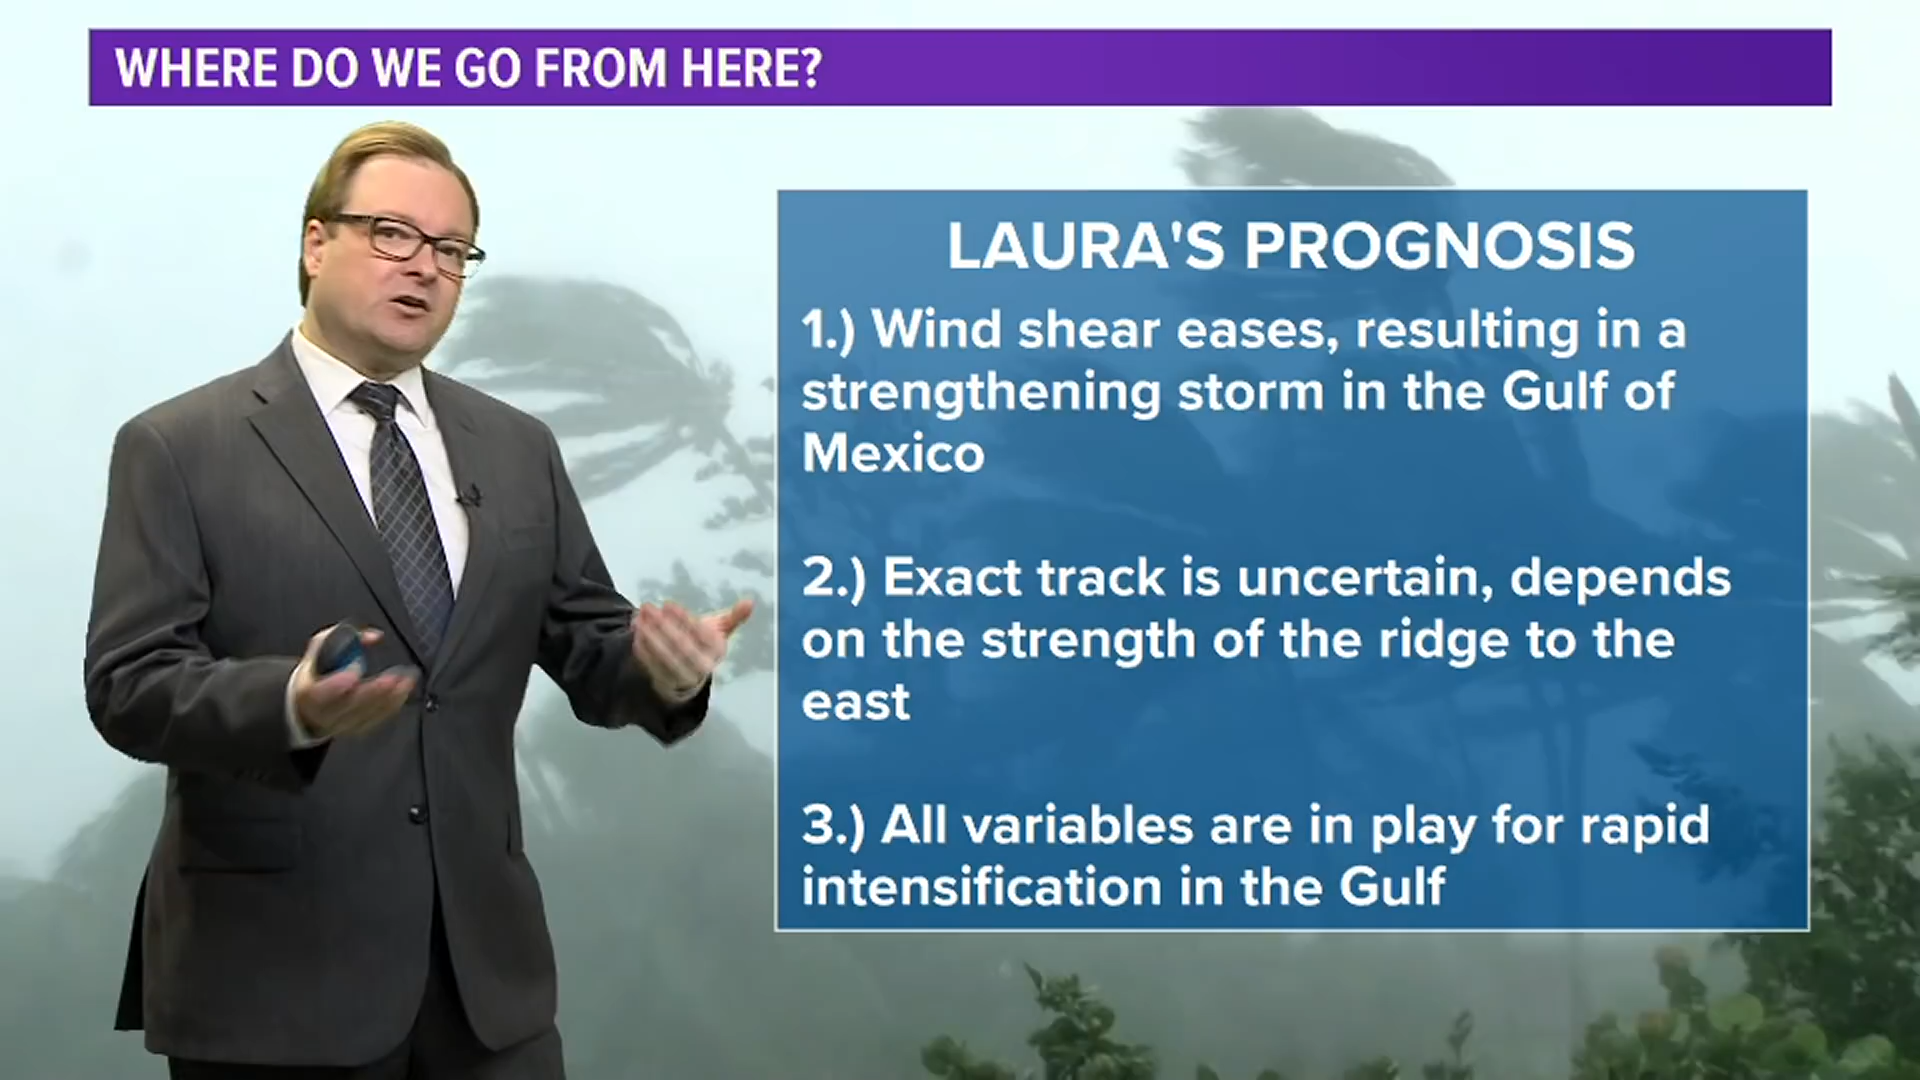 WHERE DO WE GO FROM HERE?
LAURA'S PROGNOSIS
1.) Wind shear eases, resulting in a
strengthening storm in the Gulf of
Mexico
2.) Exact track is uncertain, depends
on the strength of the ridge to the
east
3.) All variables are in play for rapid
intensification in the Gulf